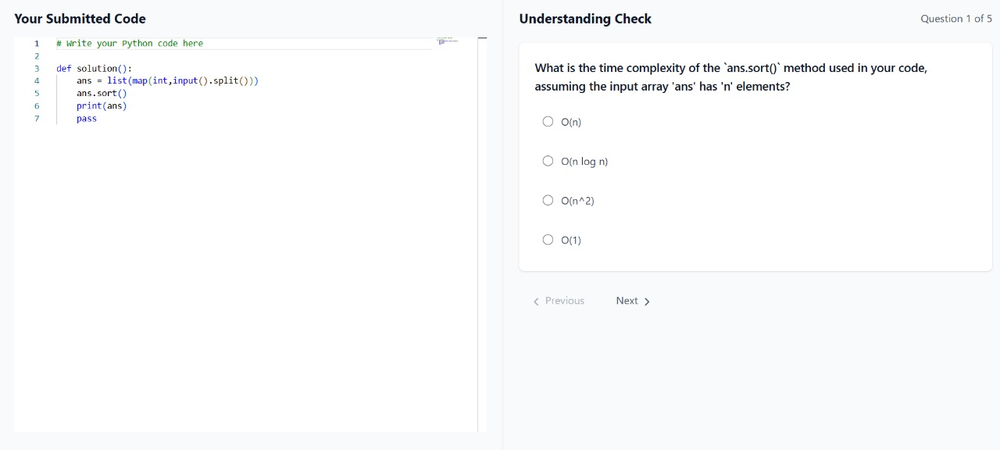 Your Submitted Code
1 # Write your Python code here
2
3 def solution():
4     ans = list(map(int,input().split()))
5     ans.sort()
6     print(ans)
7     pass
Understanding Check
Question 1 of 5
What is the time complexity of the `ans.sort()` method used in your code,
assuming the input array 'ans' has 'n' elements?
O(n)
O(n log n)
O(n^2)
O(1)
Previous
Next